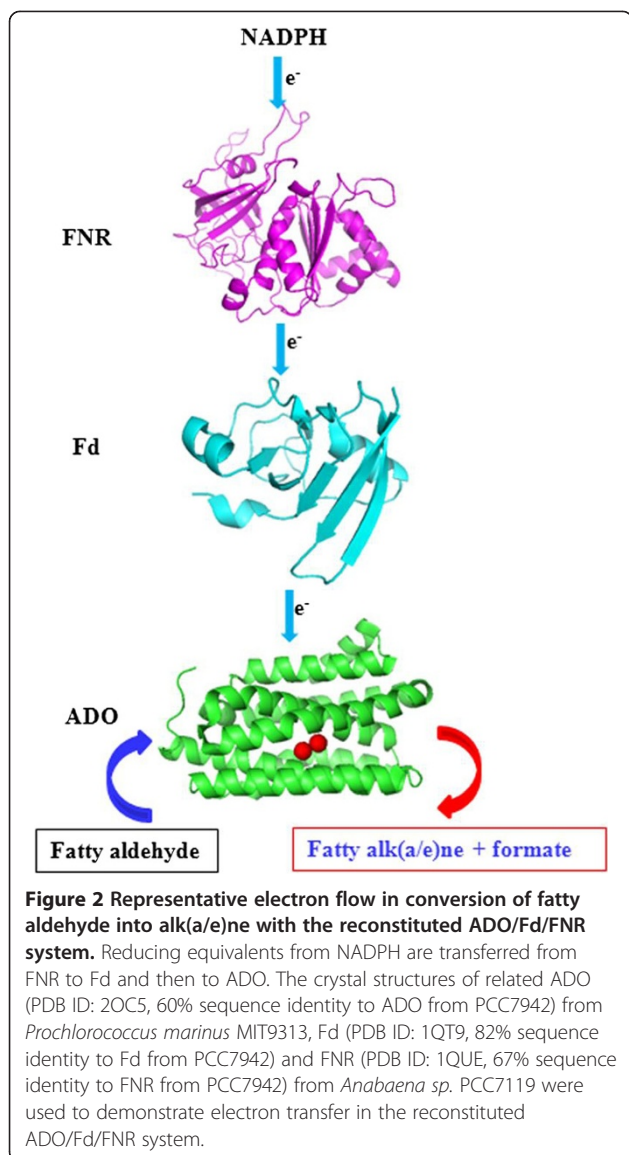 NADPH
e-
FNR
e-
Fd
e-
ADO
Fatty aldehyde
Fatty alk(a/e)ne + formate
Figure 2 Representative electron flow in conversion of fatty
aldehyde into alk(a/e)ne with the reconstituted ADO/Fd/FNR
system. Reducing equivalents from NADPH are transferred from
FNR to Fd and then to ADO. The crystal structures of related ADO
(PDB ID: 2OC5, 60% sequence identity to ADO from PCC7942) from
Prochlorococcus marinus MIT9313, Fd (PDB ID: 1QT9, 82% sequence
identity to Fd from PCC7942) and FNR (PDB ID: 1QUE, 67% sequence
identity to FNR from PCC7942) from Anabaena sp. PCC7119 were
used to demonstrate electron transfer in the reconstituted
ADO/Fd/FNR system.